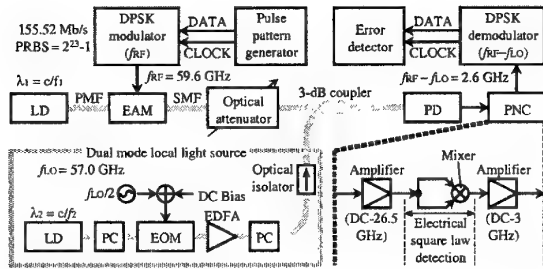 155.52 Mb/s
PRBS = 2²³-1
DPSK
modulator
(fRF)
DATA
CLOCK
Pulse
pattern
generator
Error
detector
DATA
CLOCK
DPSK
demodulator
(fRF–fLO)
fRF = 59.6 GHz
fRF – fLO = 2.6 GHz
λ1 = c/f1
LD
PMF
EAM
SMF
Optical
attenuator
3-dB coupler
PD
PNC
Dual mode local light source
fLO = 57.0 GHz
fLO/2
DC Bias
Optical
isolator
λ2 = c/f2
LD
PC
EOM
EDFA
PC
Amplifier
(DC-26.5
GHz)
Mixer
Electrical
square law
detection
Amplifier
(DC-3
GHz)